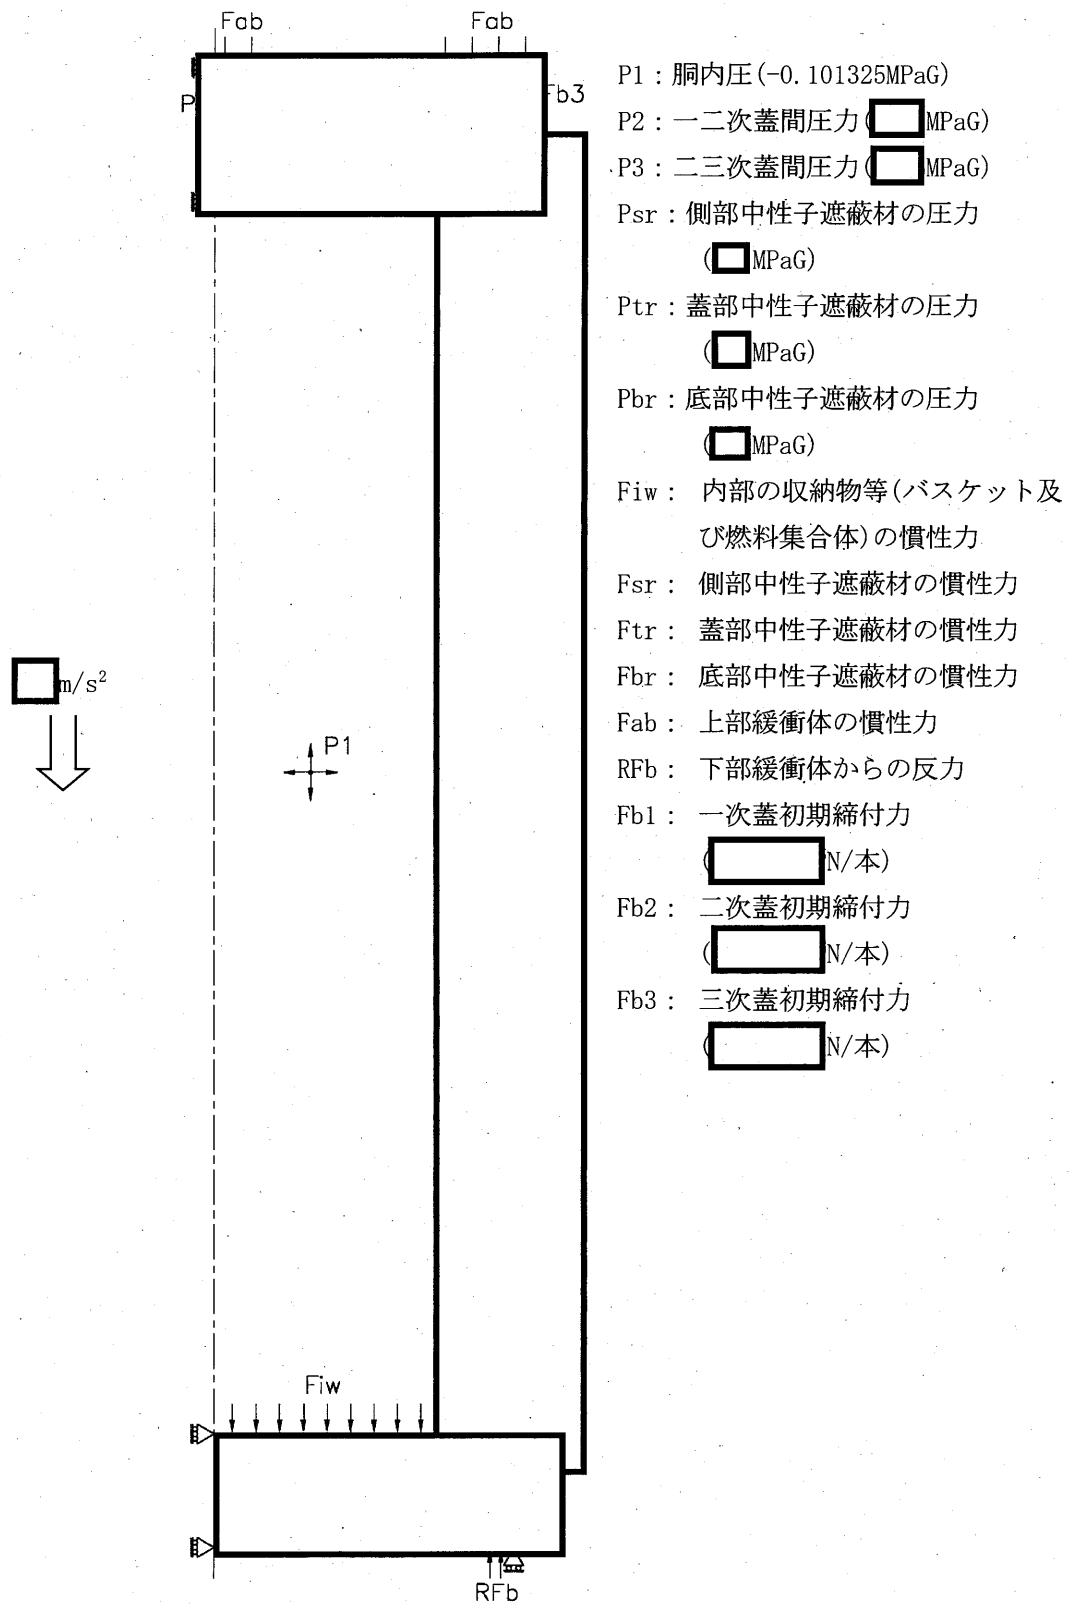 Fab
Fab
P
Fb3
P1
m/s²
Fiw
RFb
P1：胴内圧(-0.101325MPaG)
P2：一二次蓋間圧力( MPaG)
P3：二三次蓋間圧力( MPaG)
Psr：側部中性子遮蔽材の圧力
( MPaG)
Ptr：蓋部中性子遮蔽材の圧力
( MPaG)
Pbr：底部中性子遮蔽材の圧力
( MPaG)
Fiw： 内部の収納物等(バスケット及
び燃料集合体)の慣性力
Fsr： 側部中性子遮蔽材の慣性力
Ftr： 蓋部中性子遮蔽材の慣性力
Fbr： 底部中性子遮蔽材の慣性力
Fab： 上部緩衝体の慣性力
RFb： 下部緩衝体からの反力
Fb1： 一次蓋初期締付力
( N/本)
Fb2： 二次蓋初期締付力
( N/本)
Fb3： 三次蓋初期締付力
( N/本)